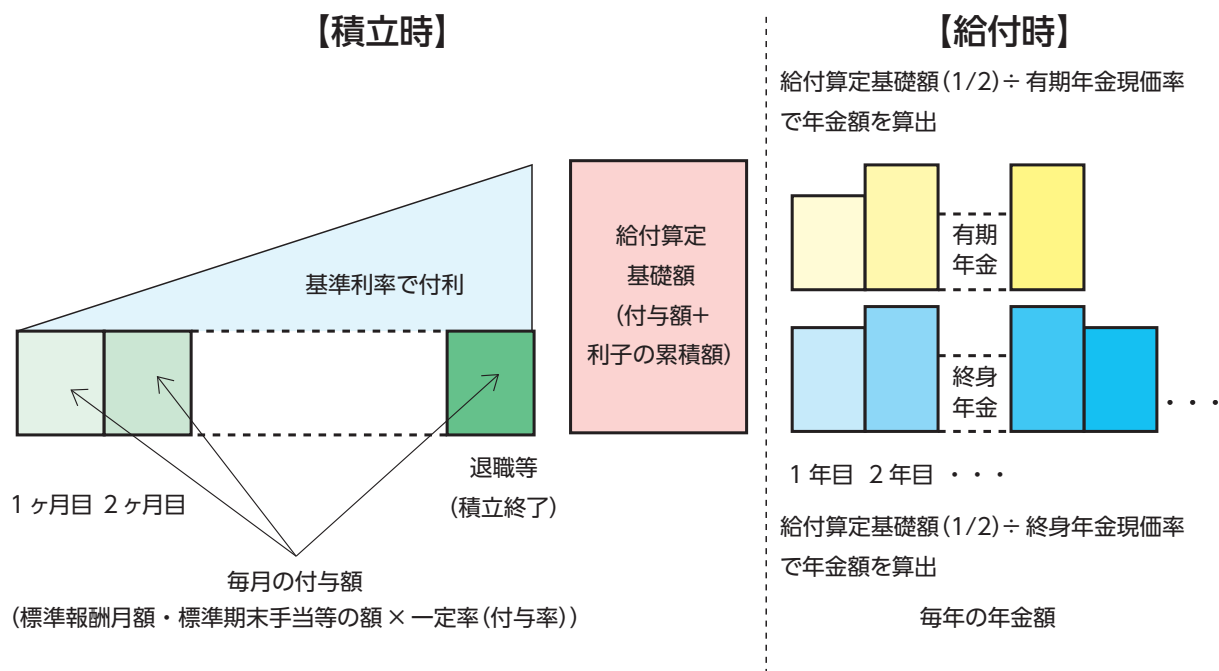 【積立時】
基準利率で付利
給付算定
基礎額
(付与額+
利子の累積額)
1ヶ月目 2ヶ月目
退職等
(積立終了)
毎月の付与額
(標準報酬月額・標準期末手当等の額×一定率(付与率))
【給付時】
給付算定基礎額(1/2)÷有期年金現価率
で年金額を算出
有期
年金
終身
年金
・・・
1年目 2年目 ・・・
給付算定基礎額(1/2)÷終身年金現価率
で年金額を算出
毎年の年金額